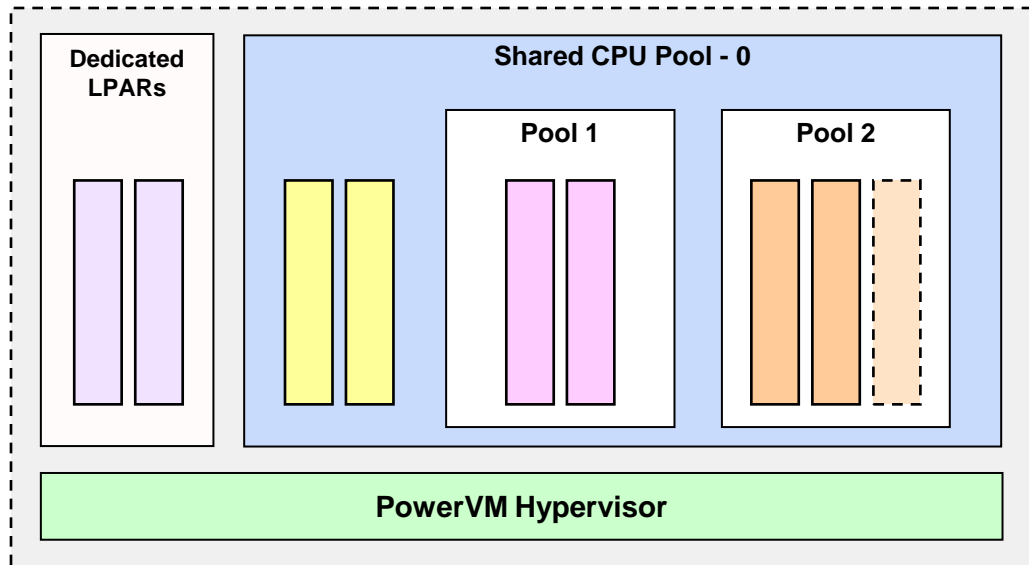 Dedicated
LPARs
Shared CPU Pool - 0
Pool 1
Pool 2
PowerVM Hypervisor